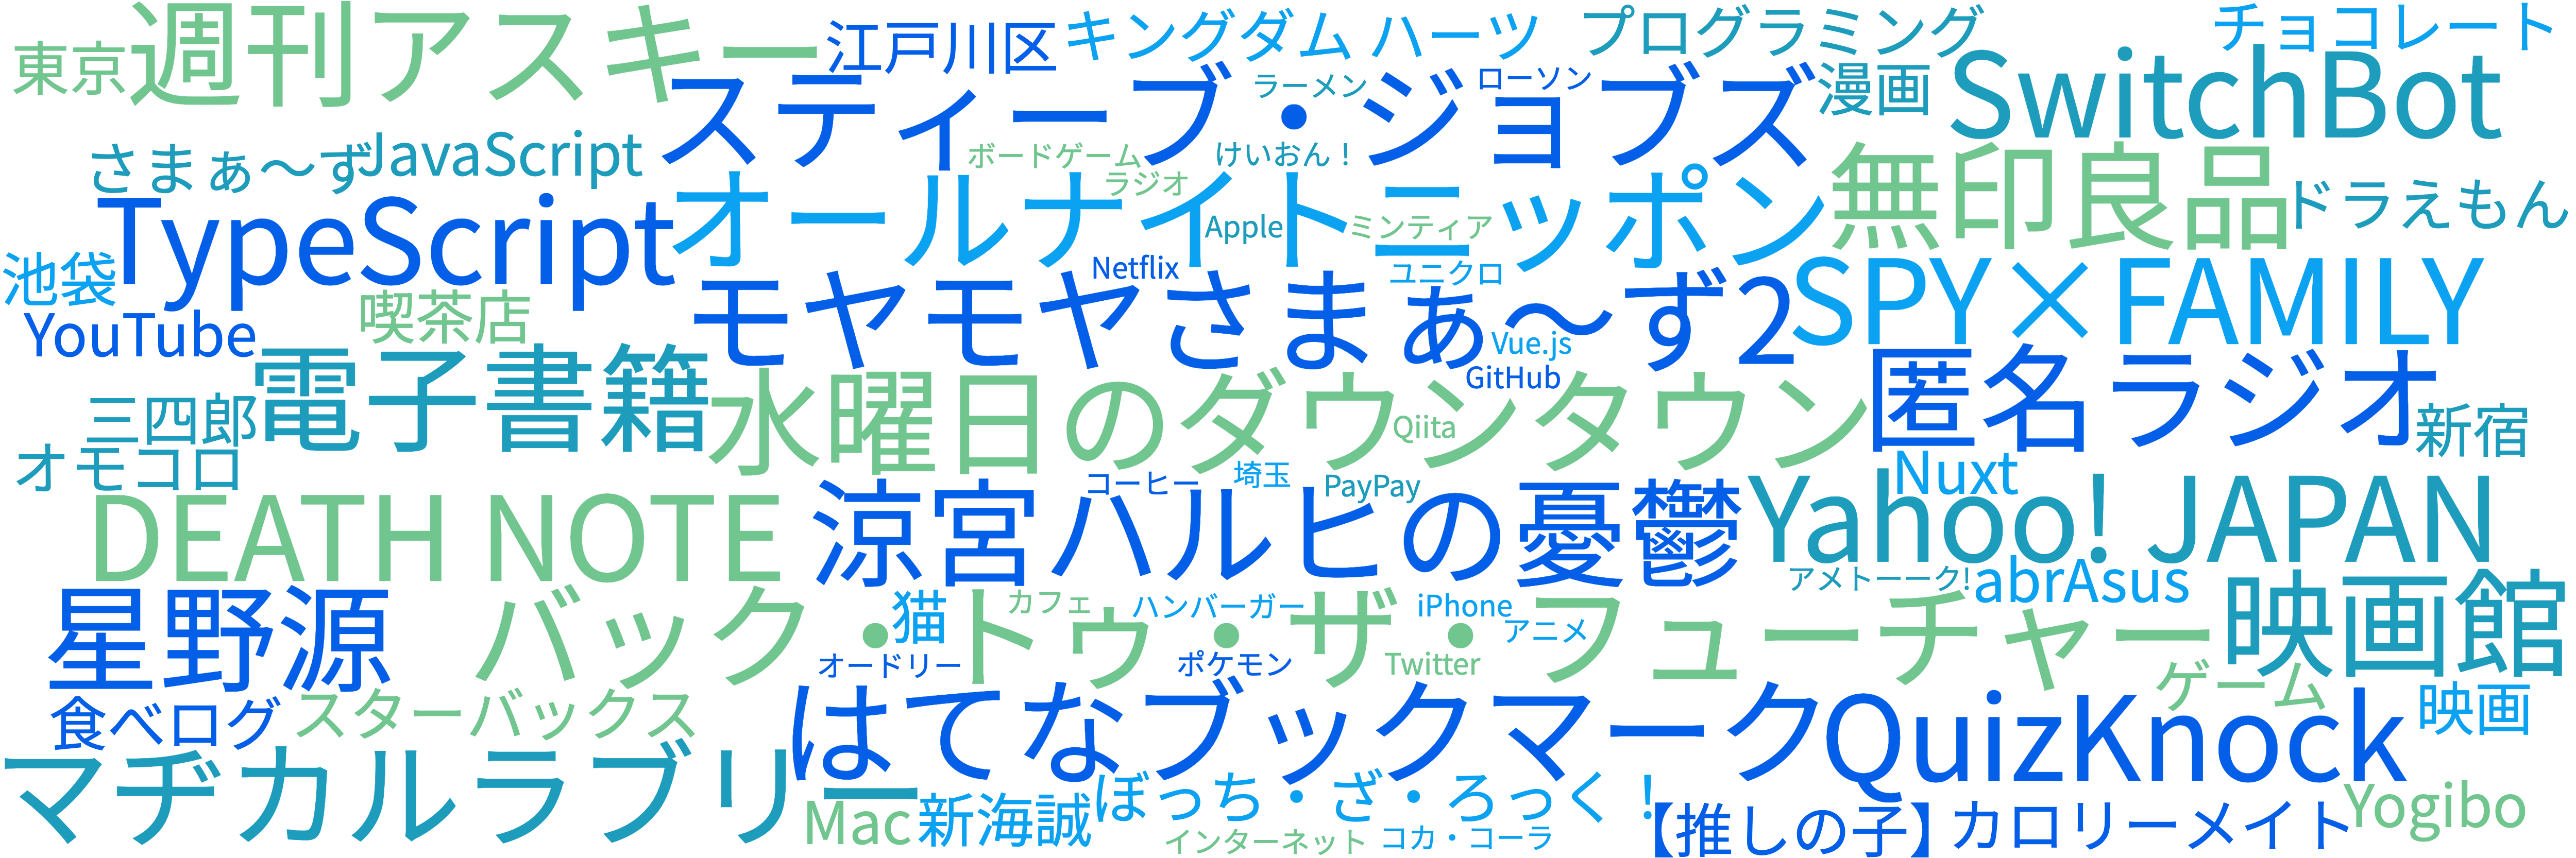 東京
週刊アスキー
江戸川区
キングダム ハーツ
プログラミング
チョコレート
スティーブ・ジョブズ
ラーメン
ローソン
漫画
SwitchBot
さまぁ〜ず
JavaScript
ボードゲーム
けいおん！
ラジオ
無印良品
ドラえもん
TypeScript
オールナイトニッポン
Apple
ミンティア
池袋
Netflix
ユニクロ
SPY×FAMILY
YouTube
喫茶店
モヤモヤさまぁ〜ず2
Vue.js
GitHub
電子書籍
水曜日のダウンタウン
Qiita
匿名ラジオ
新宿
三四郎
オモコロ
コーヒー
埼玉
PayPay
Nuxt
DEATH NOTE
涼宮ハルヒの憂鬱
Yahoo! JAPAN
アメトーーク!
abrAsus
星野源
バック・トゥ・ザ・フューチャー
猫
カフェ
ハンバーガー
iPhone
アニメ
映画館
オードリー
ポケモン
Twitter
ゲーム
食べログ
スターバックス
はてなブックマーク
QuizKnock
映画
マヂカルラブリー
Mac
新海誠
ぼっち・ざ・ろっく！
インターネット
コカ・コーラ
【推しの子】
カロリーメイト
Yogibo